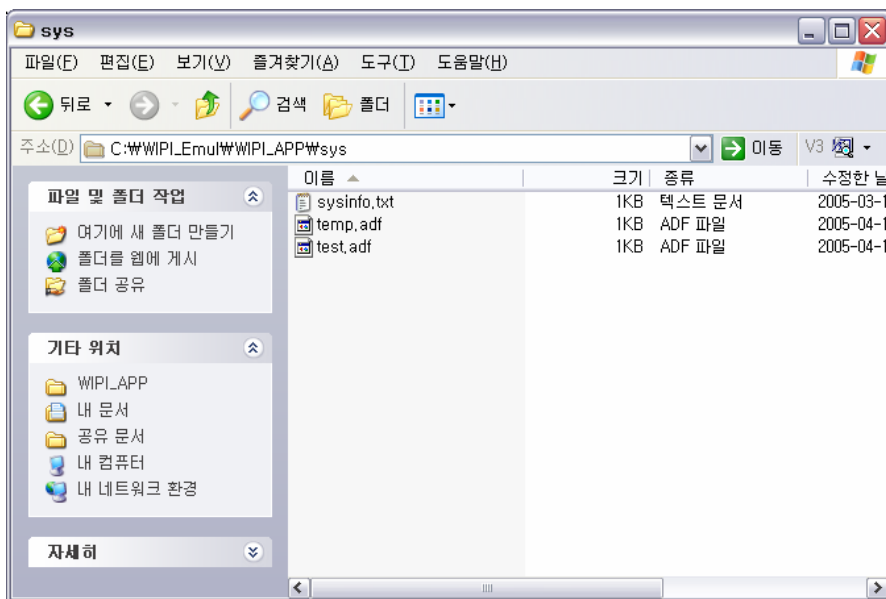 sys
파일(F) 편집(E) 보기(V) 즐겨찾기(A) 도구(T) 도움말(H)
뒤로 검색 폴더
주소(D) C:₩WIPI_Emul₩WIPI_APP₩sys 이동 V3
이름 크기 종류 수정한 날
sysinfo.txt 1KB 텍스트 문서 2005-03-1
temp.adf 1KB ADF 파일 2005-04-1
test.adf 1KB ADF 파일 2005-04-1
파일 및 폴더 작업
여기에 새 폴더 만들기
폴더를 웹에 게시
폴더 공유
기타 위치
WIPI_APP
내 문서
공유 문서
내 컴퓨터
내 네트워크 환경
자세히